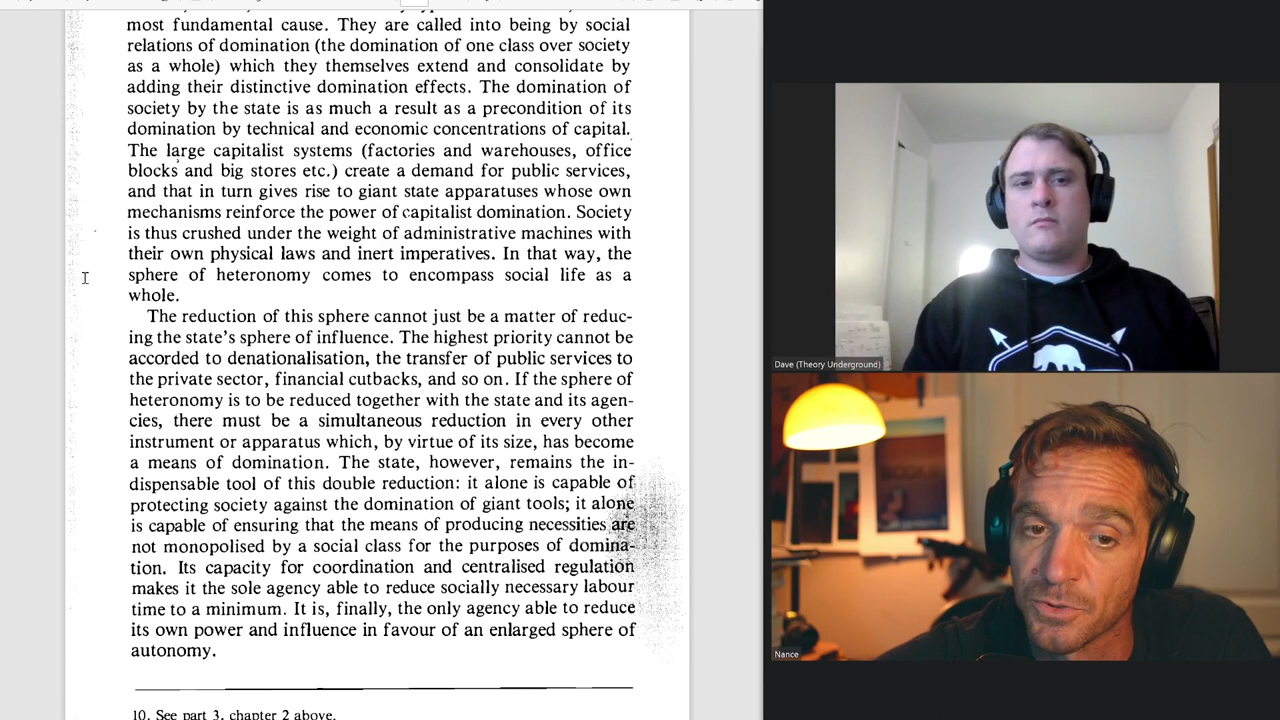 most fundamental cause. They are called into being by social
relations of domination (the domination of one class over society
as a whole) which they themselves extend and consolidate by
adding their distinctive domination effects. The domination of
society by the state is as much a result as a precondition of its
domination by technical and economic concentrations of capital.
The large capitalist systems (factories and warehouses, office
blocks and big stores etc.) create a demand for public services,
and that in turn gives rise to giant state apparatuses whose own
mechanisms reinforce the power of capitalist domination. Society
is thus crushed under the weight of administrative machines with
their own physical laws and inert imperatives. In that way, the
sphere of heteronomy comes to encompass social life as a
whole.
The reduction of this sphere cannot just be a matter of reduc-
ing the state's sphere of influence. The highest priority cannot be
accorded to denationalisation, the transfer of public services to
the private sector, financial cutbacks, and so on. If the sphere of
heteronomy is to be reduced together with the state and its agen-
cies, there must be a simultaneous reduction in every other
instrument or apparatus which, by virtue of its size, has become
a means of domination. The state, however, remains the in-
dispensable tool of this double reduction: it alone is capable of
protecting society against the domination of giant tools; it alone
is capable of ensuring that the means of producing necessities are
not monopolised by a social class for the purposes of domina-
tion. Its capacity for coordination and centralised regulation
makes it the sole agency able to reduce socially necessary labour
time to a minimum. It is, finally, the only agency able to reduce
its own power and influence in favour of an enlarged sphere of
autonomy.
10. See part 3, chapter 2 above.
Dave (Theory Underground)
Nance